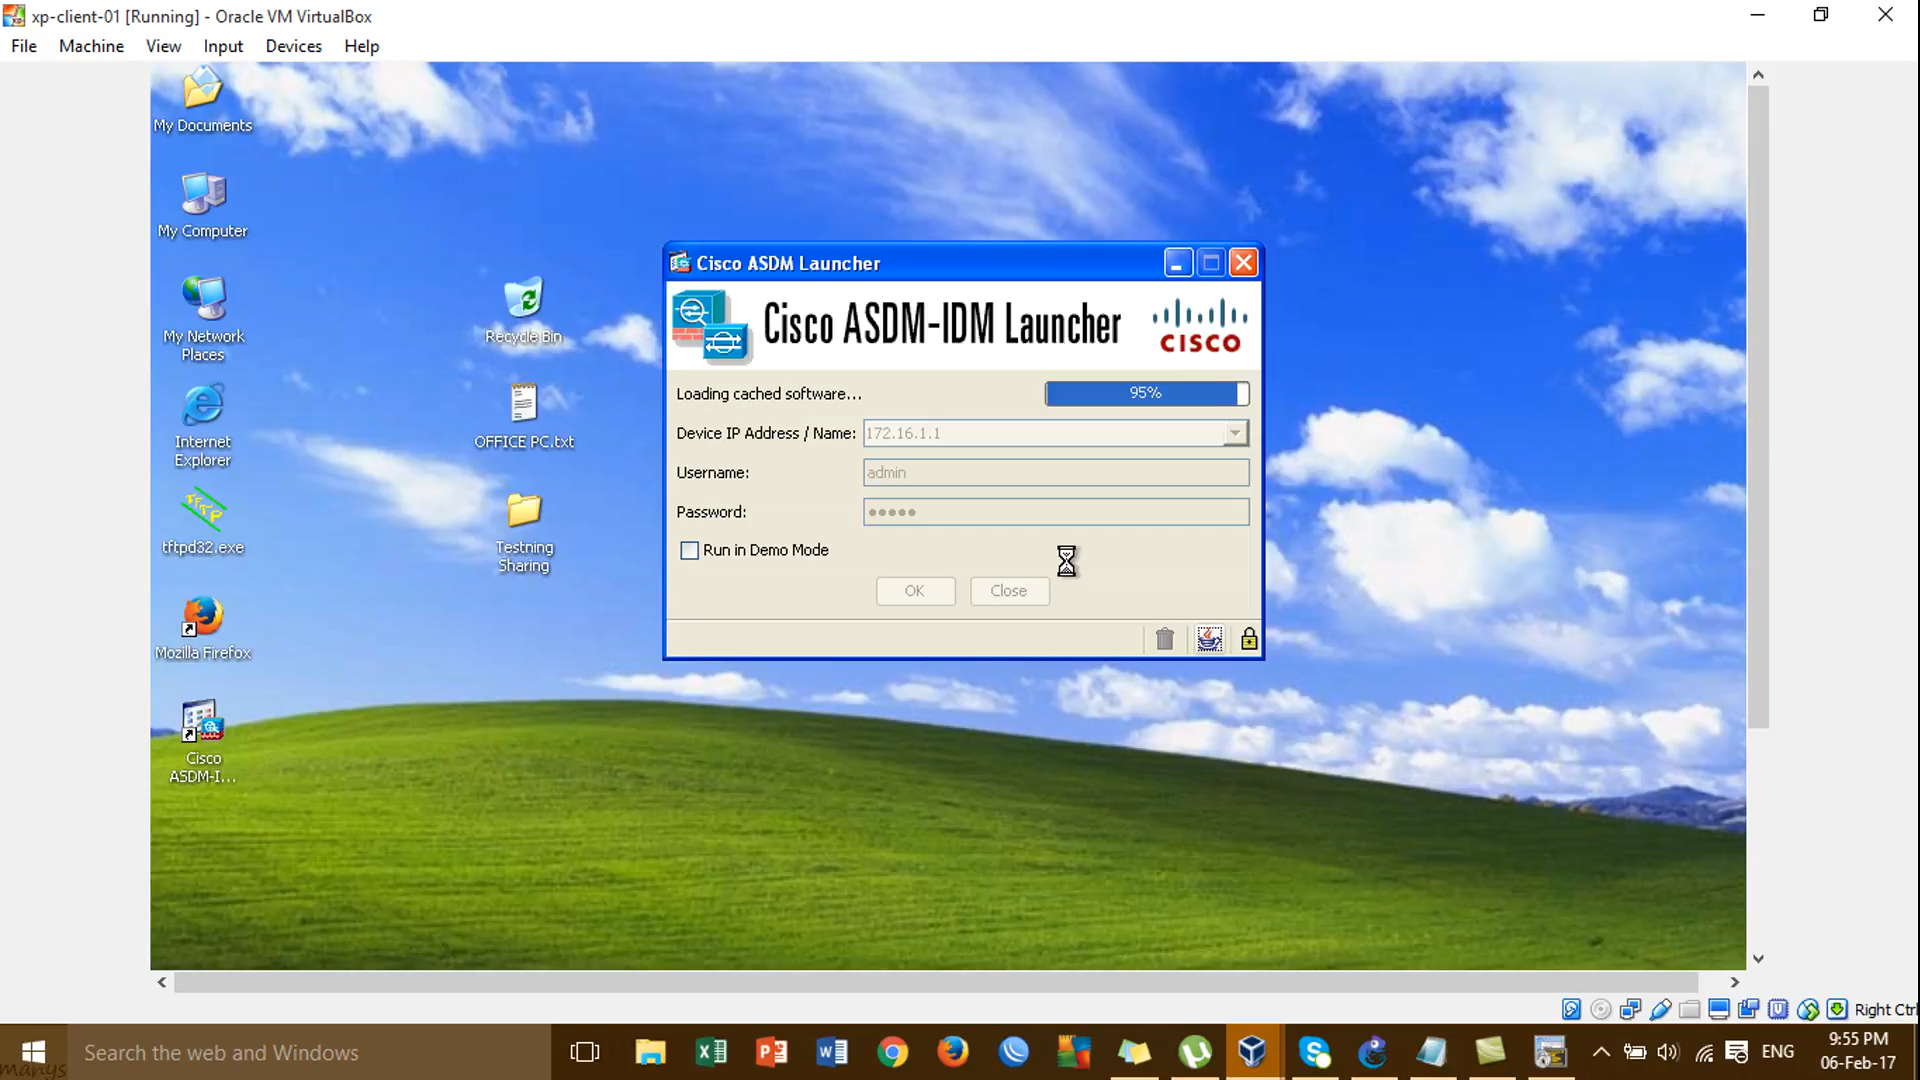 xp-client-01 [Running] - Oracle VM VirtualBox
File Machine View Input Devices Help
My Documents
My Computer
My Network
Places
Internet
Explorer
TFTP
tftpd32.exe
Mozilla Firefox
Cisco
ASDM-I...
Recycle Bin
OFFICE PC.txt
Testning
Sharing
Cisco ASDM Launcher
Cisco ASDM-IDM Launcher
CISCO
Loading cached software...
95%
Device IP Address / Name: 172.16.1.1
Username: admin
Password: ●●●●●
Run in Demo Mode
OK Close
Right Ctrl
manys
Search the web and Windows
ENG
9:55 PM
06-Feb-17